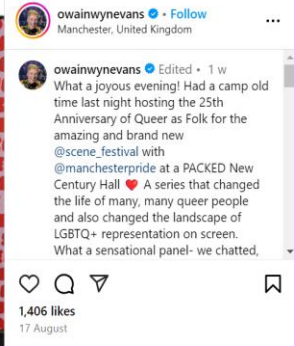 owainwynevans • Follow
Manchester, United Kingdom
owainwynevans Edited • 1 w
What a joyous evening! Had a camp old
time last night hosting the 25th
Anniversary of Queer as Folk for the
amazing and brand new
@scene_festival with
@manchesterpride at a PACKED New
Century Hall ❤️ A series that changed
the life of many, many queer people
and also changed the landscape of
LGBTQ+ representation on screen.
What a sensational panel- we chatted,
1,406 likes
17 August